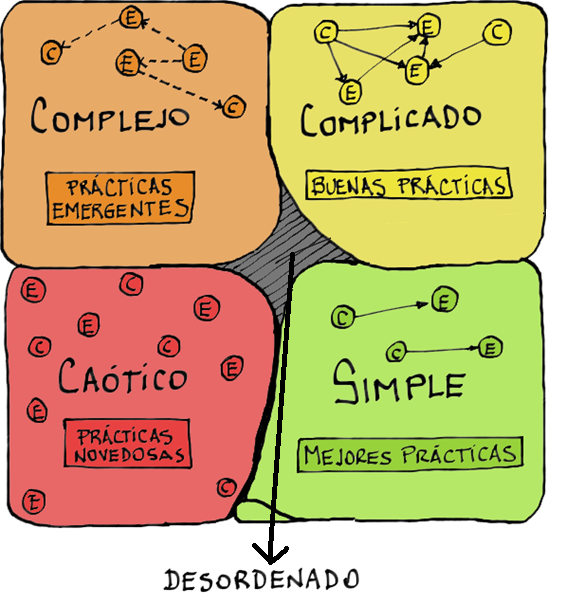 E
C
E
E
C
COMPLEJO
PRÁCTICAS
EMERGENTES
C
E
C
E
E
COMPLICADO
BUENAS PRÁCTICAS
E
C
E
E
C
C
E
CAÓTICO
E
PRÁCTICAS
NOVEDOSAS
C
E
C
E
C
E
SIMPLE
MEJORES PRÁCTICAS
DESORDENADO